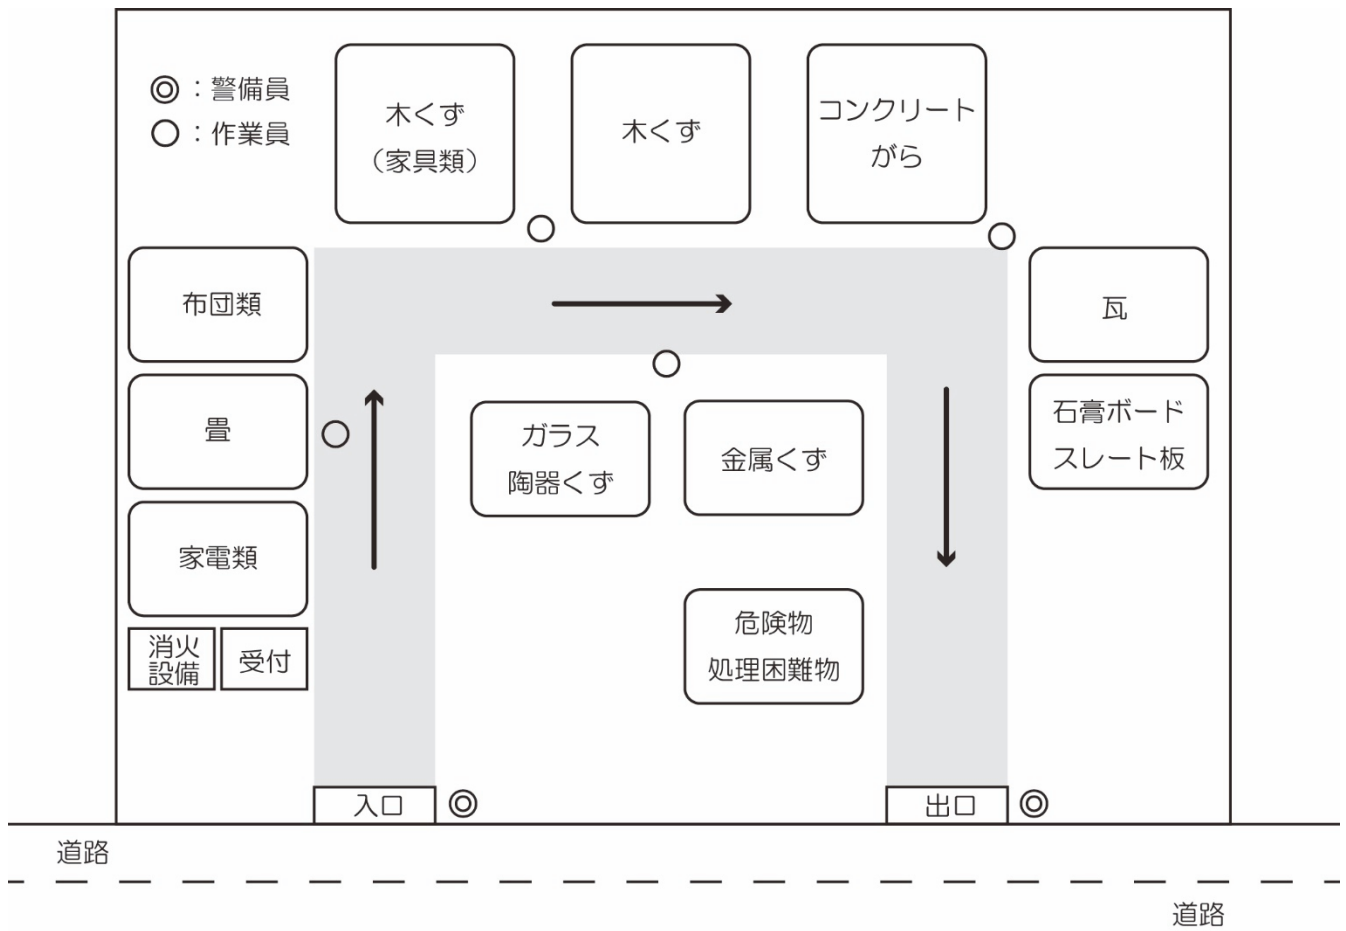 ◎：警備員
○：作業員
木くず
（家具類）
木くず
コンクリート
がら
布団類
瓦
畳
石膏ボード
スレート板
ガラス
陶器くず
金属くず
家電類
危険物
処理困難物
消火
設備
受付
入口
出口
道路
道路